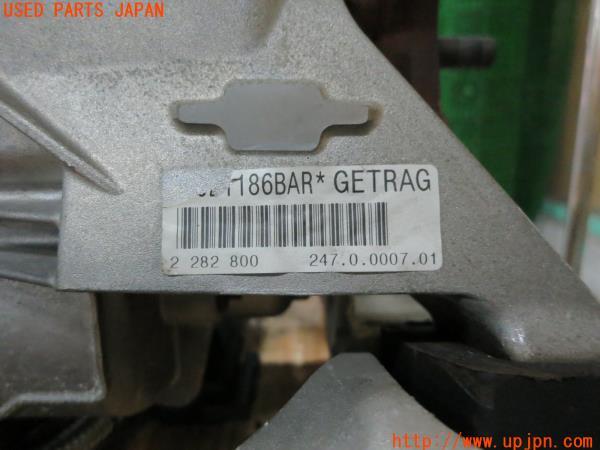 USED PARTS JAPAN
186BAR* GETRAG
2 282 800 247.0.0007.01
http://www.upjpn.com